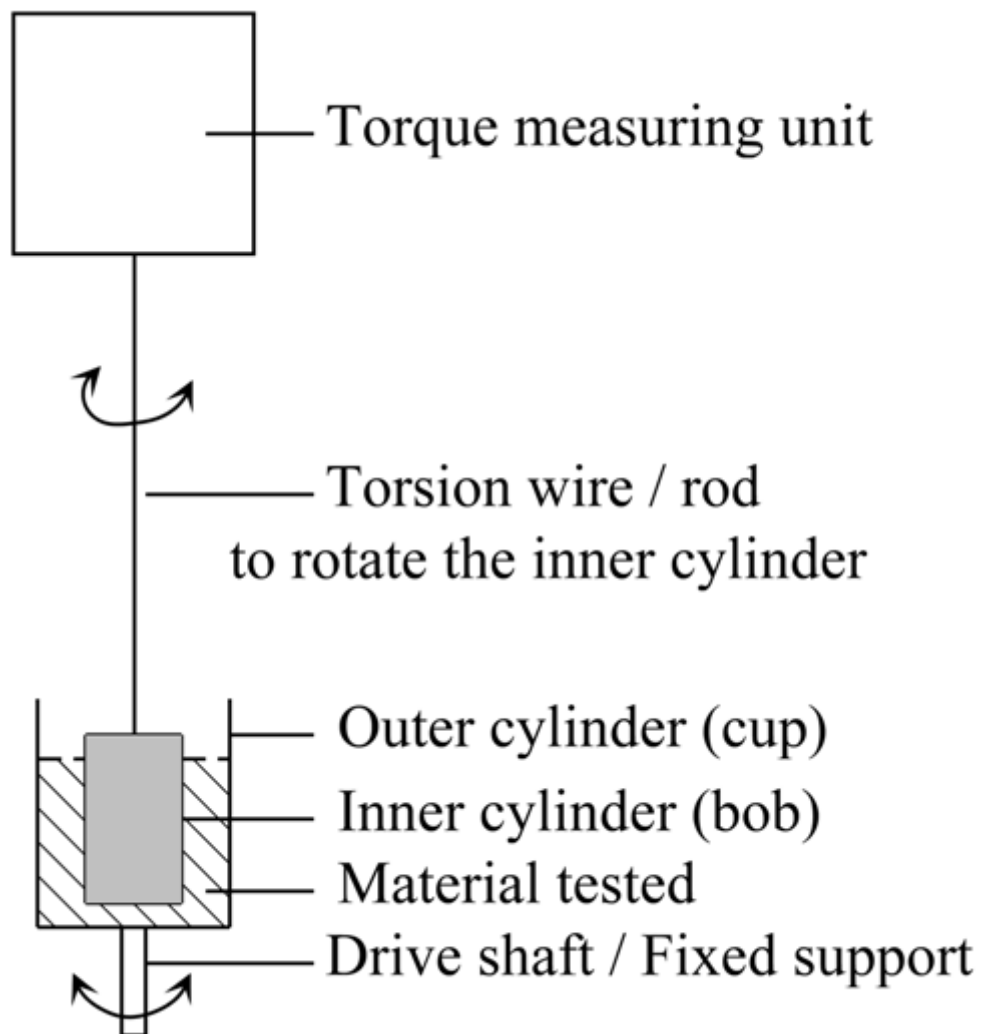 Torque measuring unit
Torsion wire / rod
to rotate the inner cylinder
Outer cylinder (cup)
Inner cylinder (bob)
Material tested
Drive shaft / Fixed support